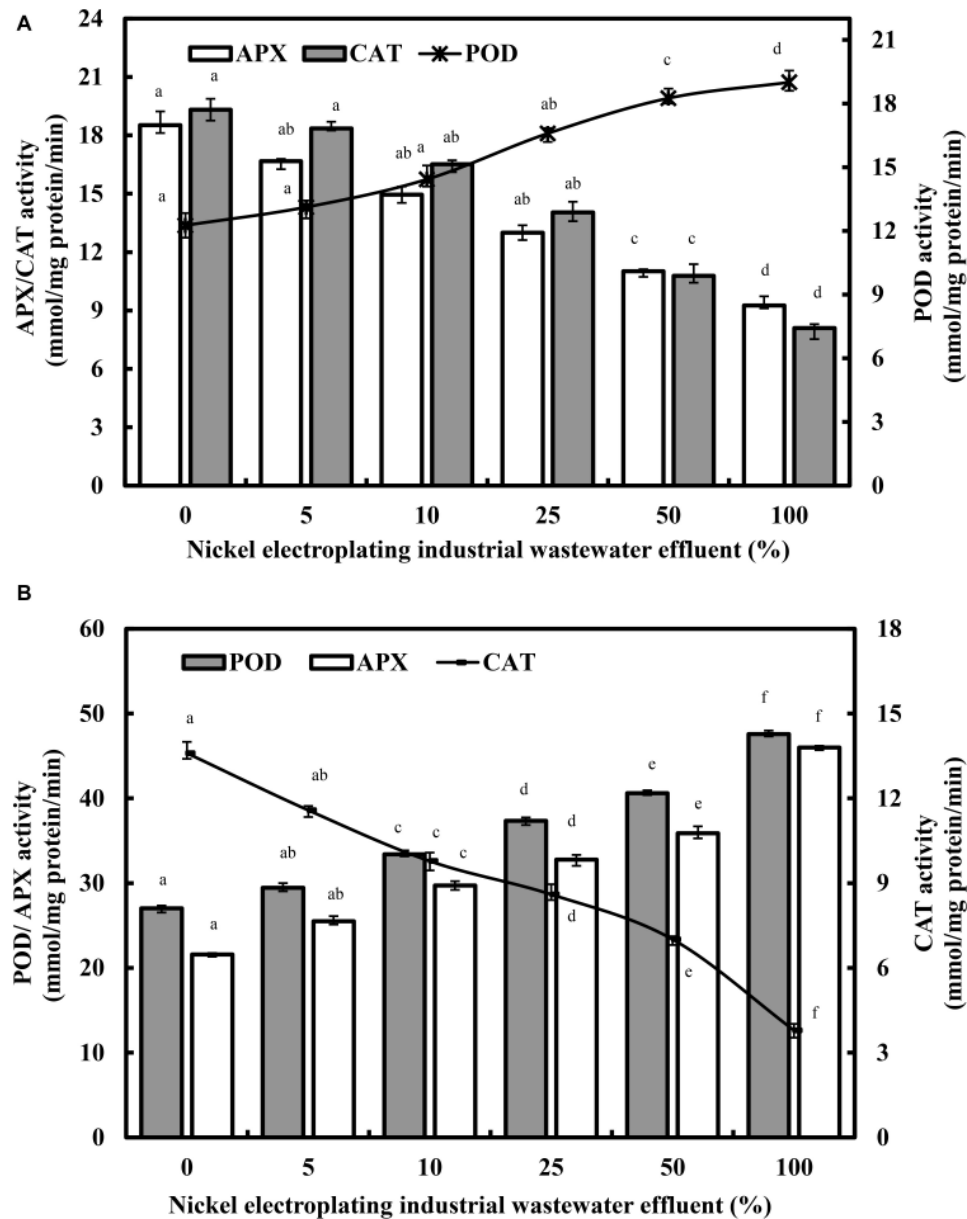 A
APX CAT POD
APX/CAT activity
(mmol/mg protein/min)
POD activity
(mmol/mg protein/min)
24
21
18
15
12
9
6
3
0
21
18
15
12
9
6
3
0
a a ab a ab a ab ab ab c c d d
a a ab c d
0 5 10 25 50 100
Nickel electroplating industrial wastewater effluent (%)
B
POD APX CAT
POD/ APX activity
(mmol/mg protein/min)
CAT activity
(mmol/mg protein/min)
60
50
40
30
20
10
0
18
15
12
9
6
3
0
a a a ab ab ab c c c d d d e e e f f f
0 5 10 25 50 100
Nickel electroplating industrial wastewater effluent (%)